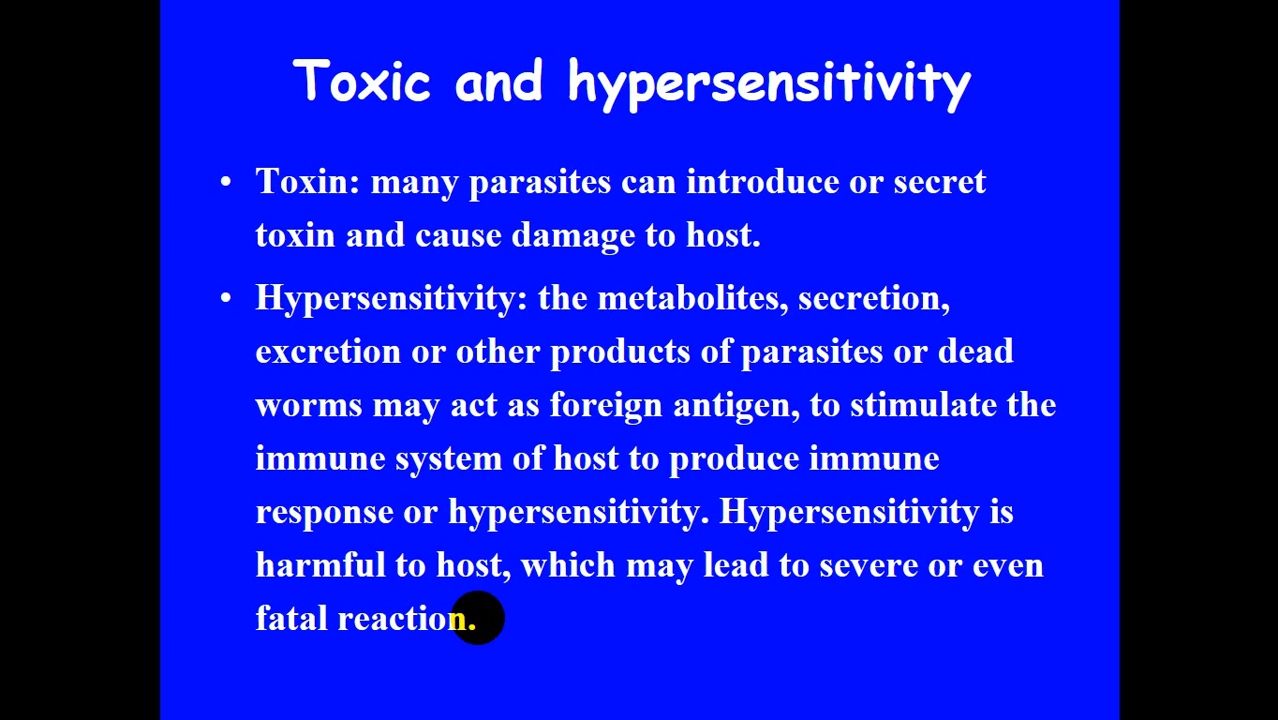 Toxic and hypersensitivity
• Toxin: many parasites can introduce or secret
toxin and cause damage to host.
• Hypersensitivity: the metabolites, secretion,
excretion or other products of parasites or dead
worms may act as foreign antigen, to stimulate the
immune system of host to produce immune
response or hypersensitivity. Hypersensitivity is
harmful to host, which may lead to severe or even
fatal reaction.